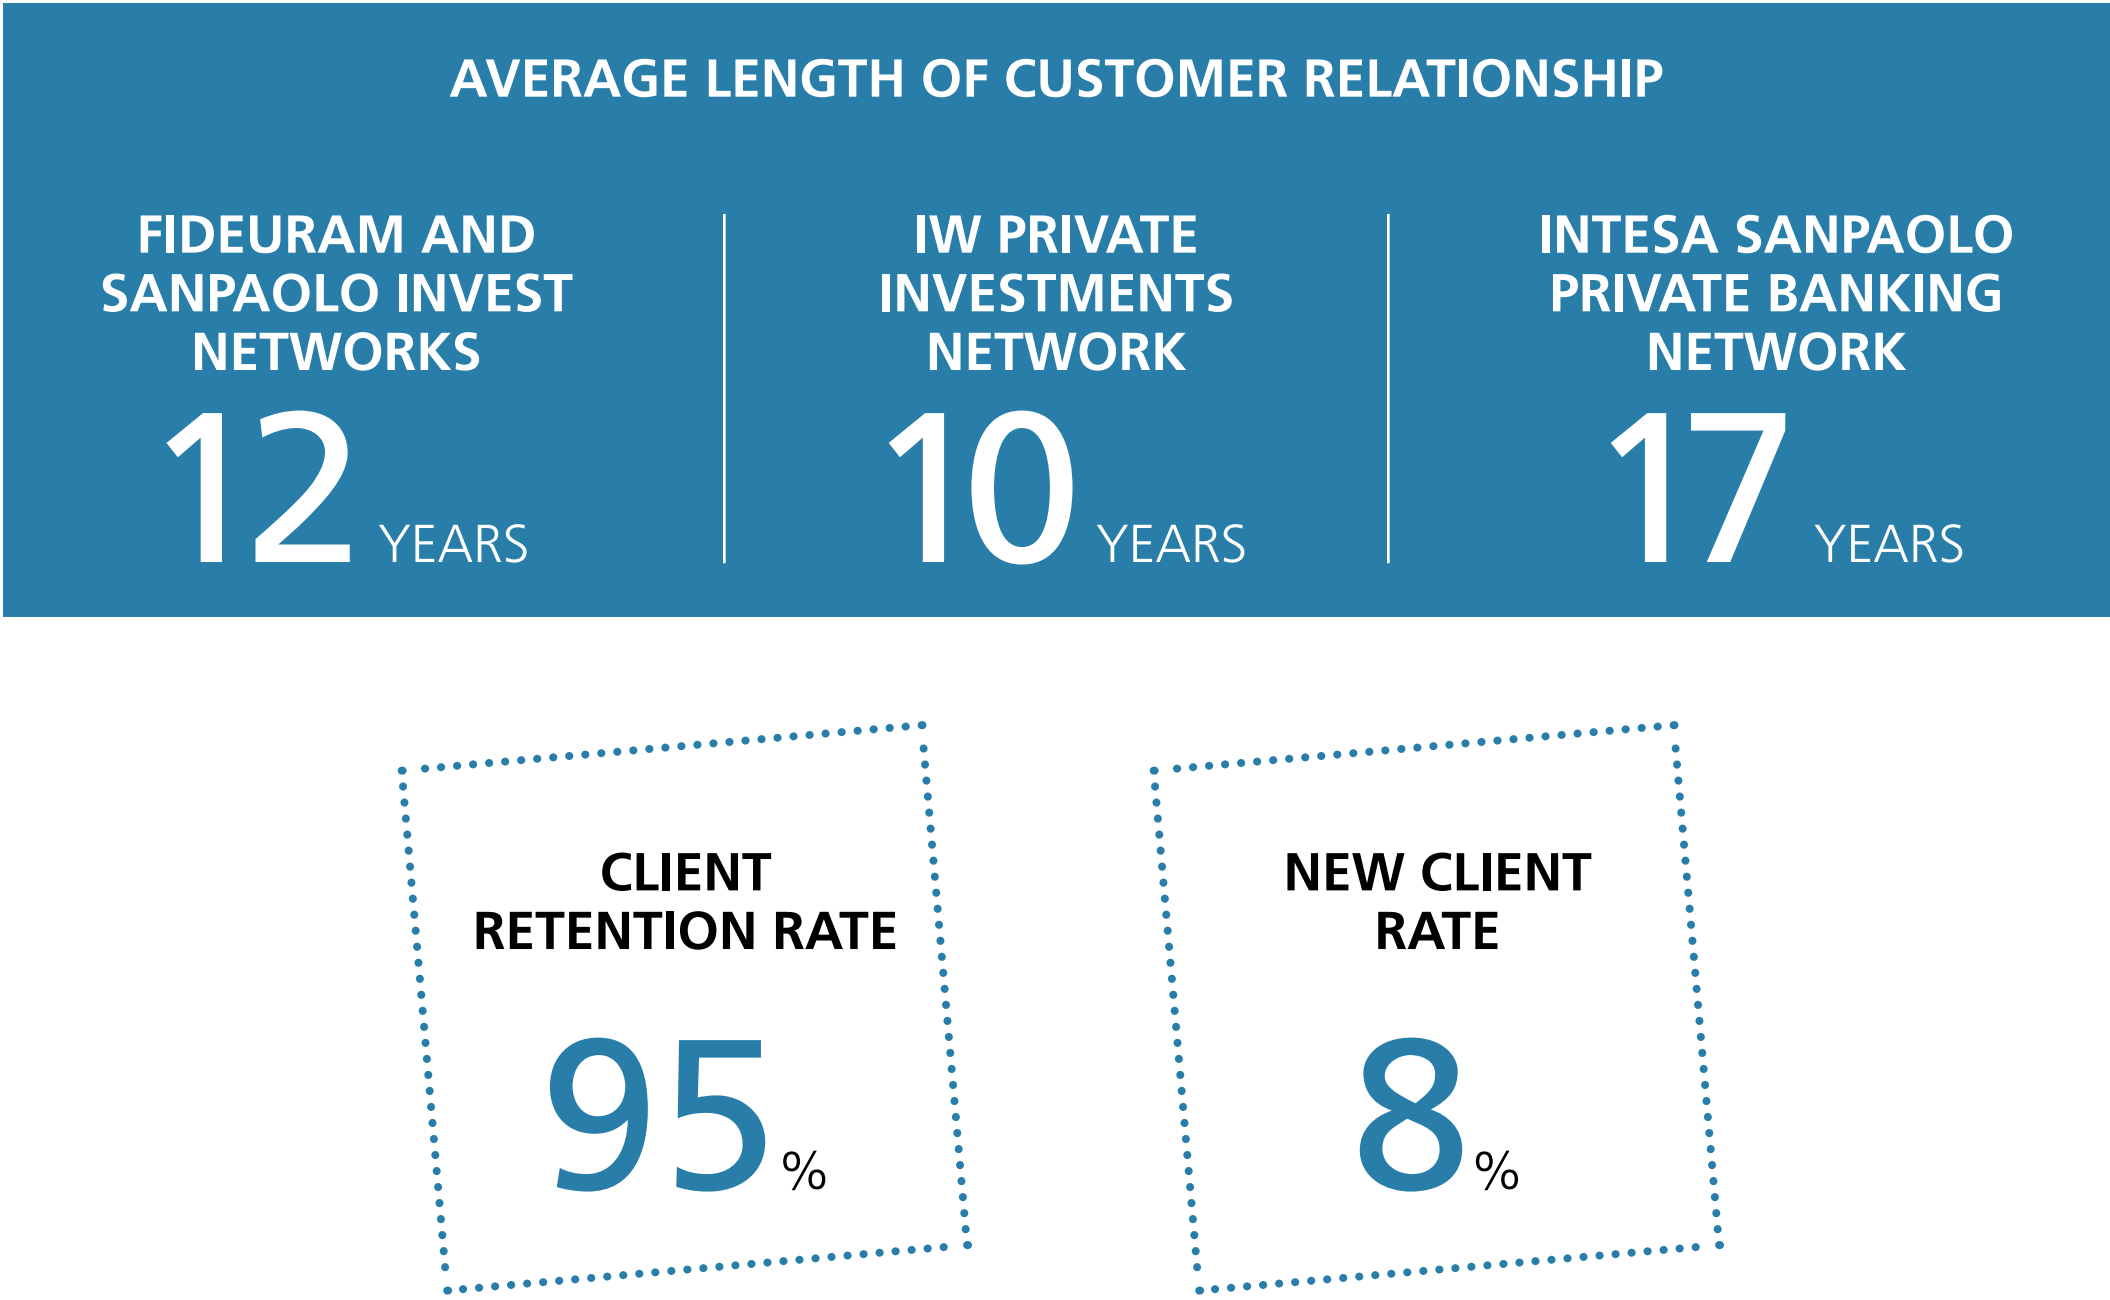 AVERAGE LENGTH OF CUSTOMER RELATIONSHIP
FIDEURAM AND
SANPAOLO INVEST
NETWORKS
12 YEARS
IW PRIVATE
INVESTMENTS
NETWORK
10 YEARS
INTESA SANPAOLO
PRIVATE BANKING
NETWORK
17 YEARS
CLIENT
RETENTION RATE
95%
NEW CLIENT
RATE
8%